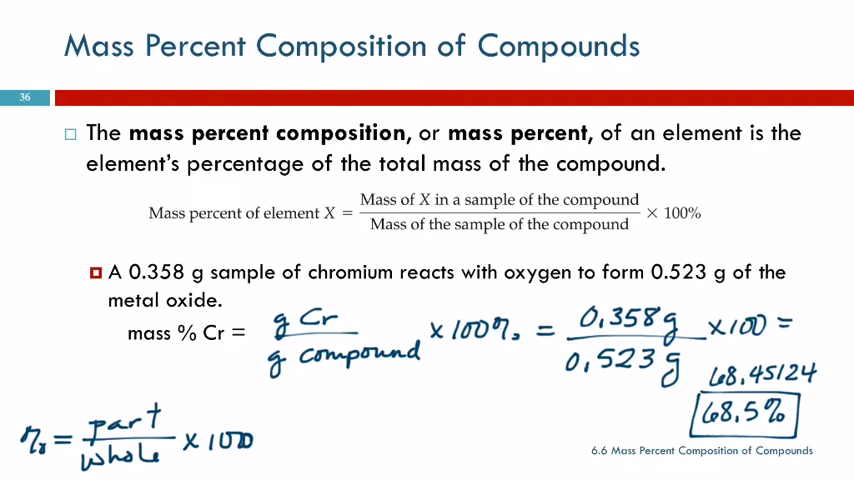 Mass Percent Composition of Compounds
36
The mass percent composition, or mass percent, of an element is the
element's percentage of the total mass of the compound.
Mass percent of element X = Mass of X in a sample of the compound / Mass of the sample of the compound × 100%
A 0.358 g sample of chromium reacts with oxygen to form 0.523 g of the
metal oxide.
mass % Cr = g Cr / g compound × 100% = 0.358g / 0.523g × 100 =
68.45124
68.5%
% = part / whole × 100
6.6 Mass Percent Composition of Compounds